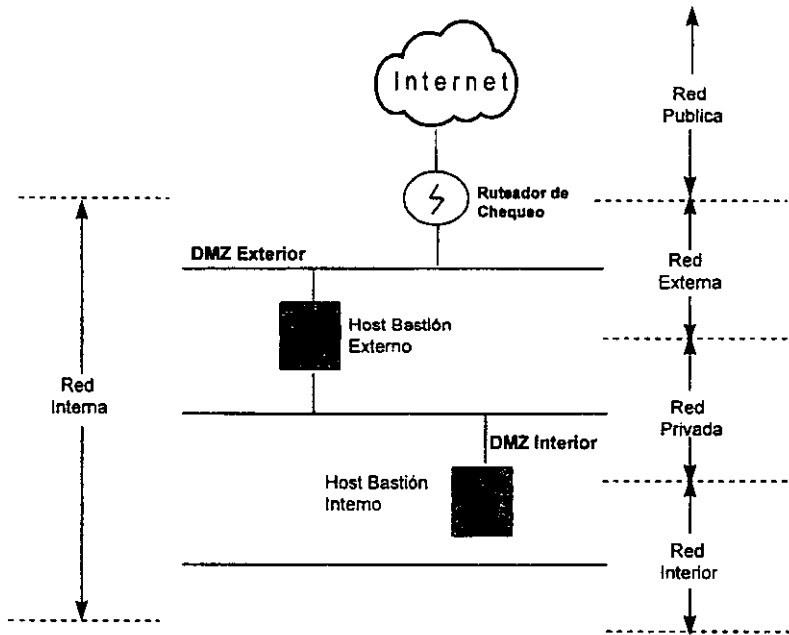 Internet
Red
Publica
Ruteador de
Chequeo
DMZ Exterior
Red
Externa
Host Bastión
Externo
Red
Interna
Red
Privada
DMZ Interior
Host Bastión
Interno
Red
Interior